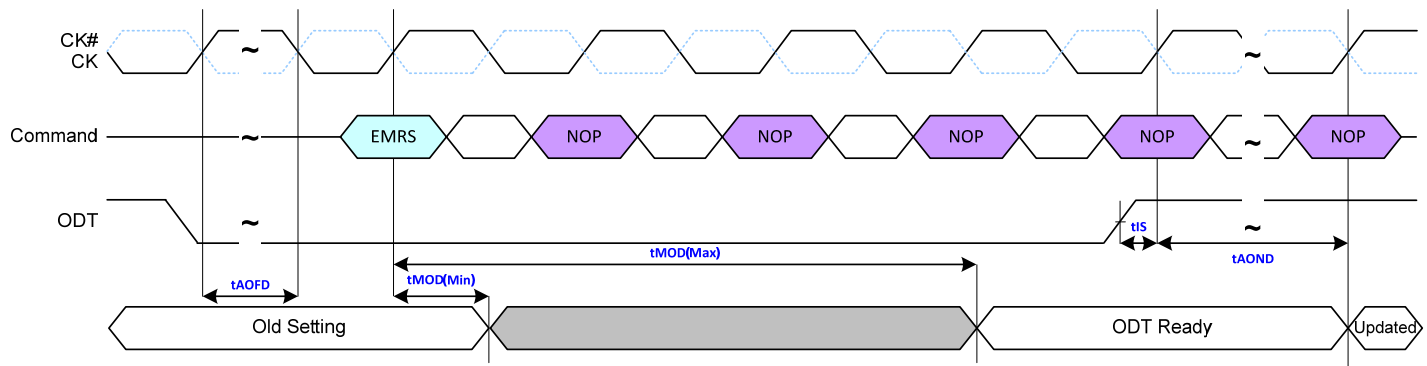 CK#
CK
~
~
Command
~
EMRS
NOP
NOP
NOP
NOP
~
NOP
ODT
~
tIS
~
tMOD(Max)
tAOND
tAOFD
tMOD(Min)
Old Setting
ODT Ready
Updated